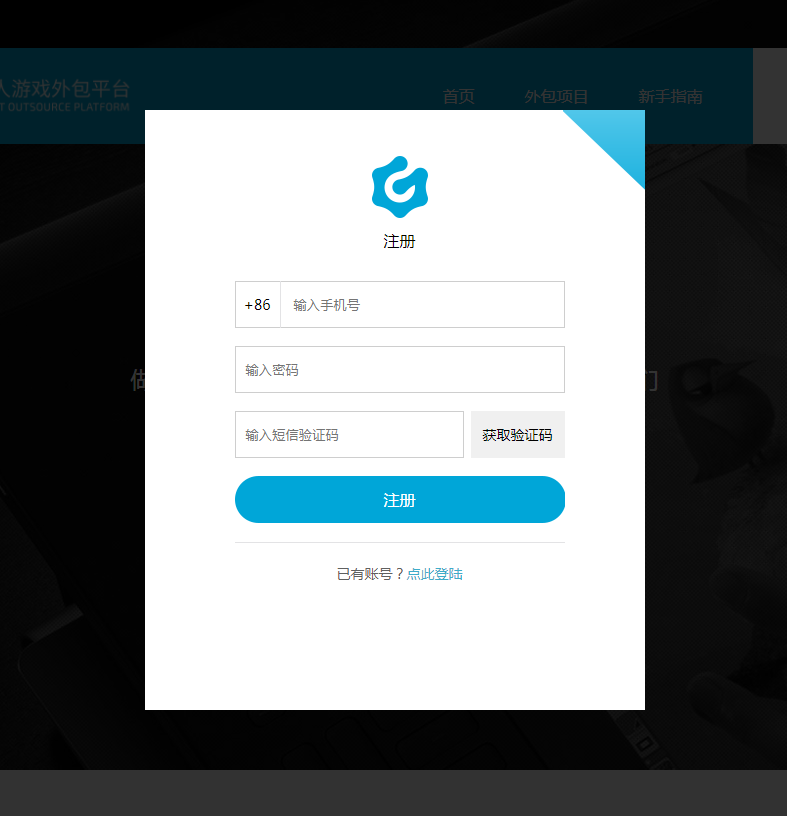 人游戏外包平台
T OUTSOURCE PLATFORM
首页 外包项目 新手指南
注册
+86 输入手机号
输入密码
输入短信验证码 获取验证码
注册
已有账号？点此登陆